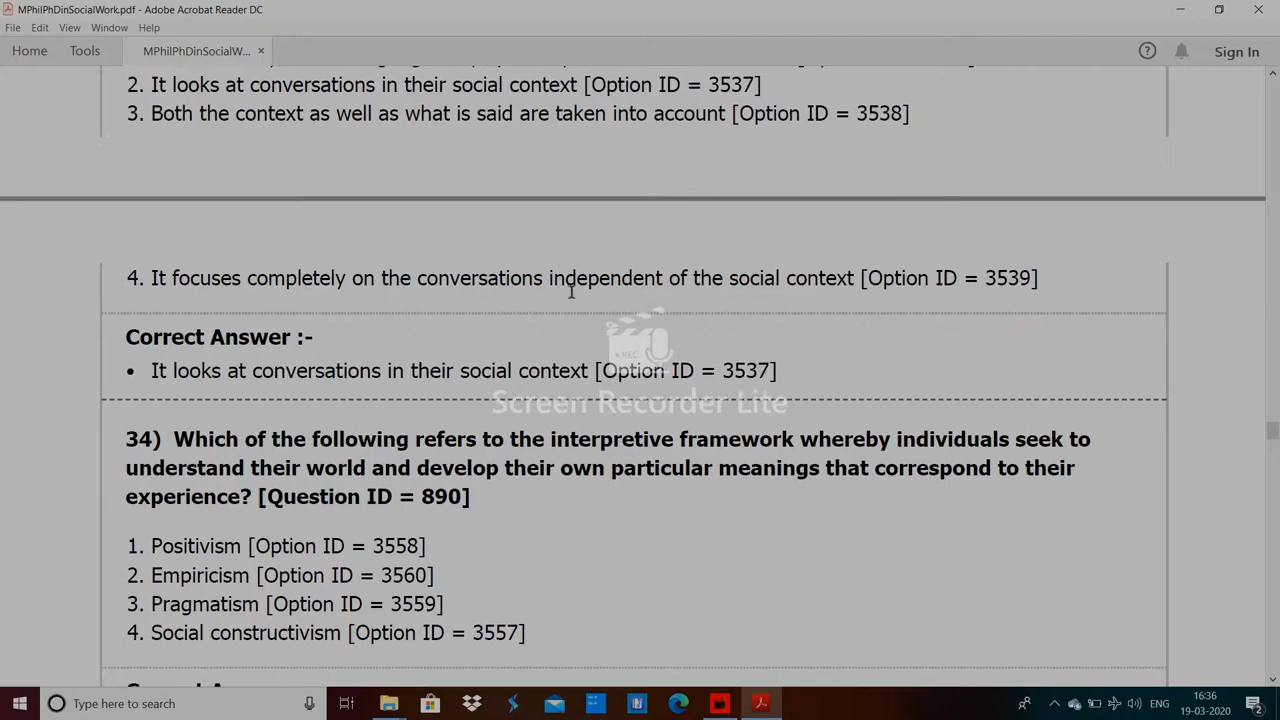 MPhilPhDinSocialWork.pdf - Adobe Acrobat Reader DC
File Edit View Window Help
Home Tools MPhilPhDinSocialW... × Sign In
2. It looks at conversations in their social context [Option ID = 3537]
3. Both the context as well as what is said are taken into account [Option ID = 3538]
4. It focuses completely on the conversations independent of the social context [Option ID = 3539]
Correct Answer :-
• It looks at conversations in their social context [Option ID = 3537]
REC
Screen Recorder Lite
34) Which of the following refers to the interpretive framework whereby individuals seek to
understand their world and develop their own particular meanings that correspond to their
experience? [Question ID = 890]
1. Positivism [Option ID = 3558]
2. Empiricism [Option ID = 3560]
3. Pragmatism [Option ID = 3559]
4. Social constructivism [Option ID = 3557]
Type here to search
ENG
16:36
19-03-2020
2